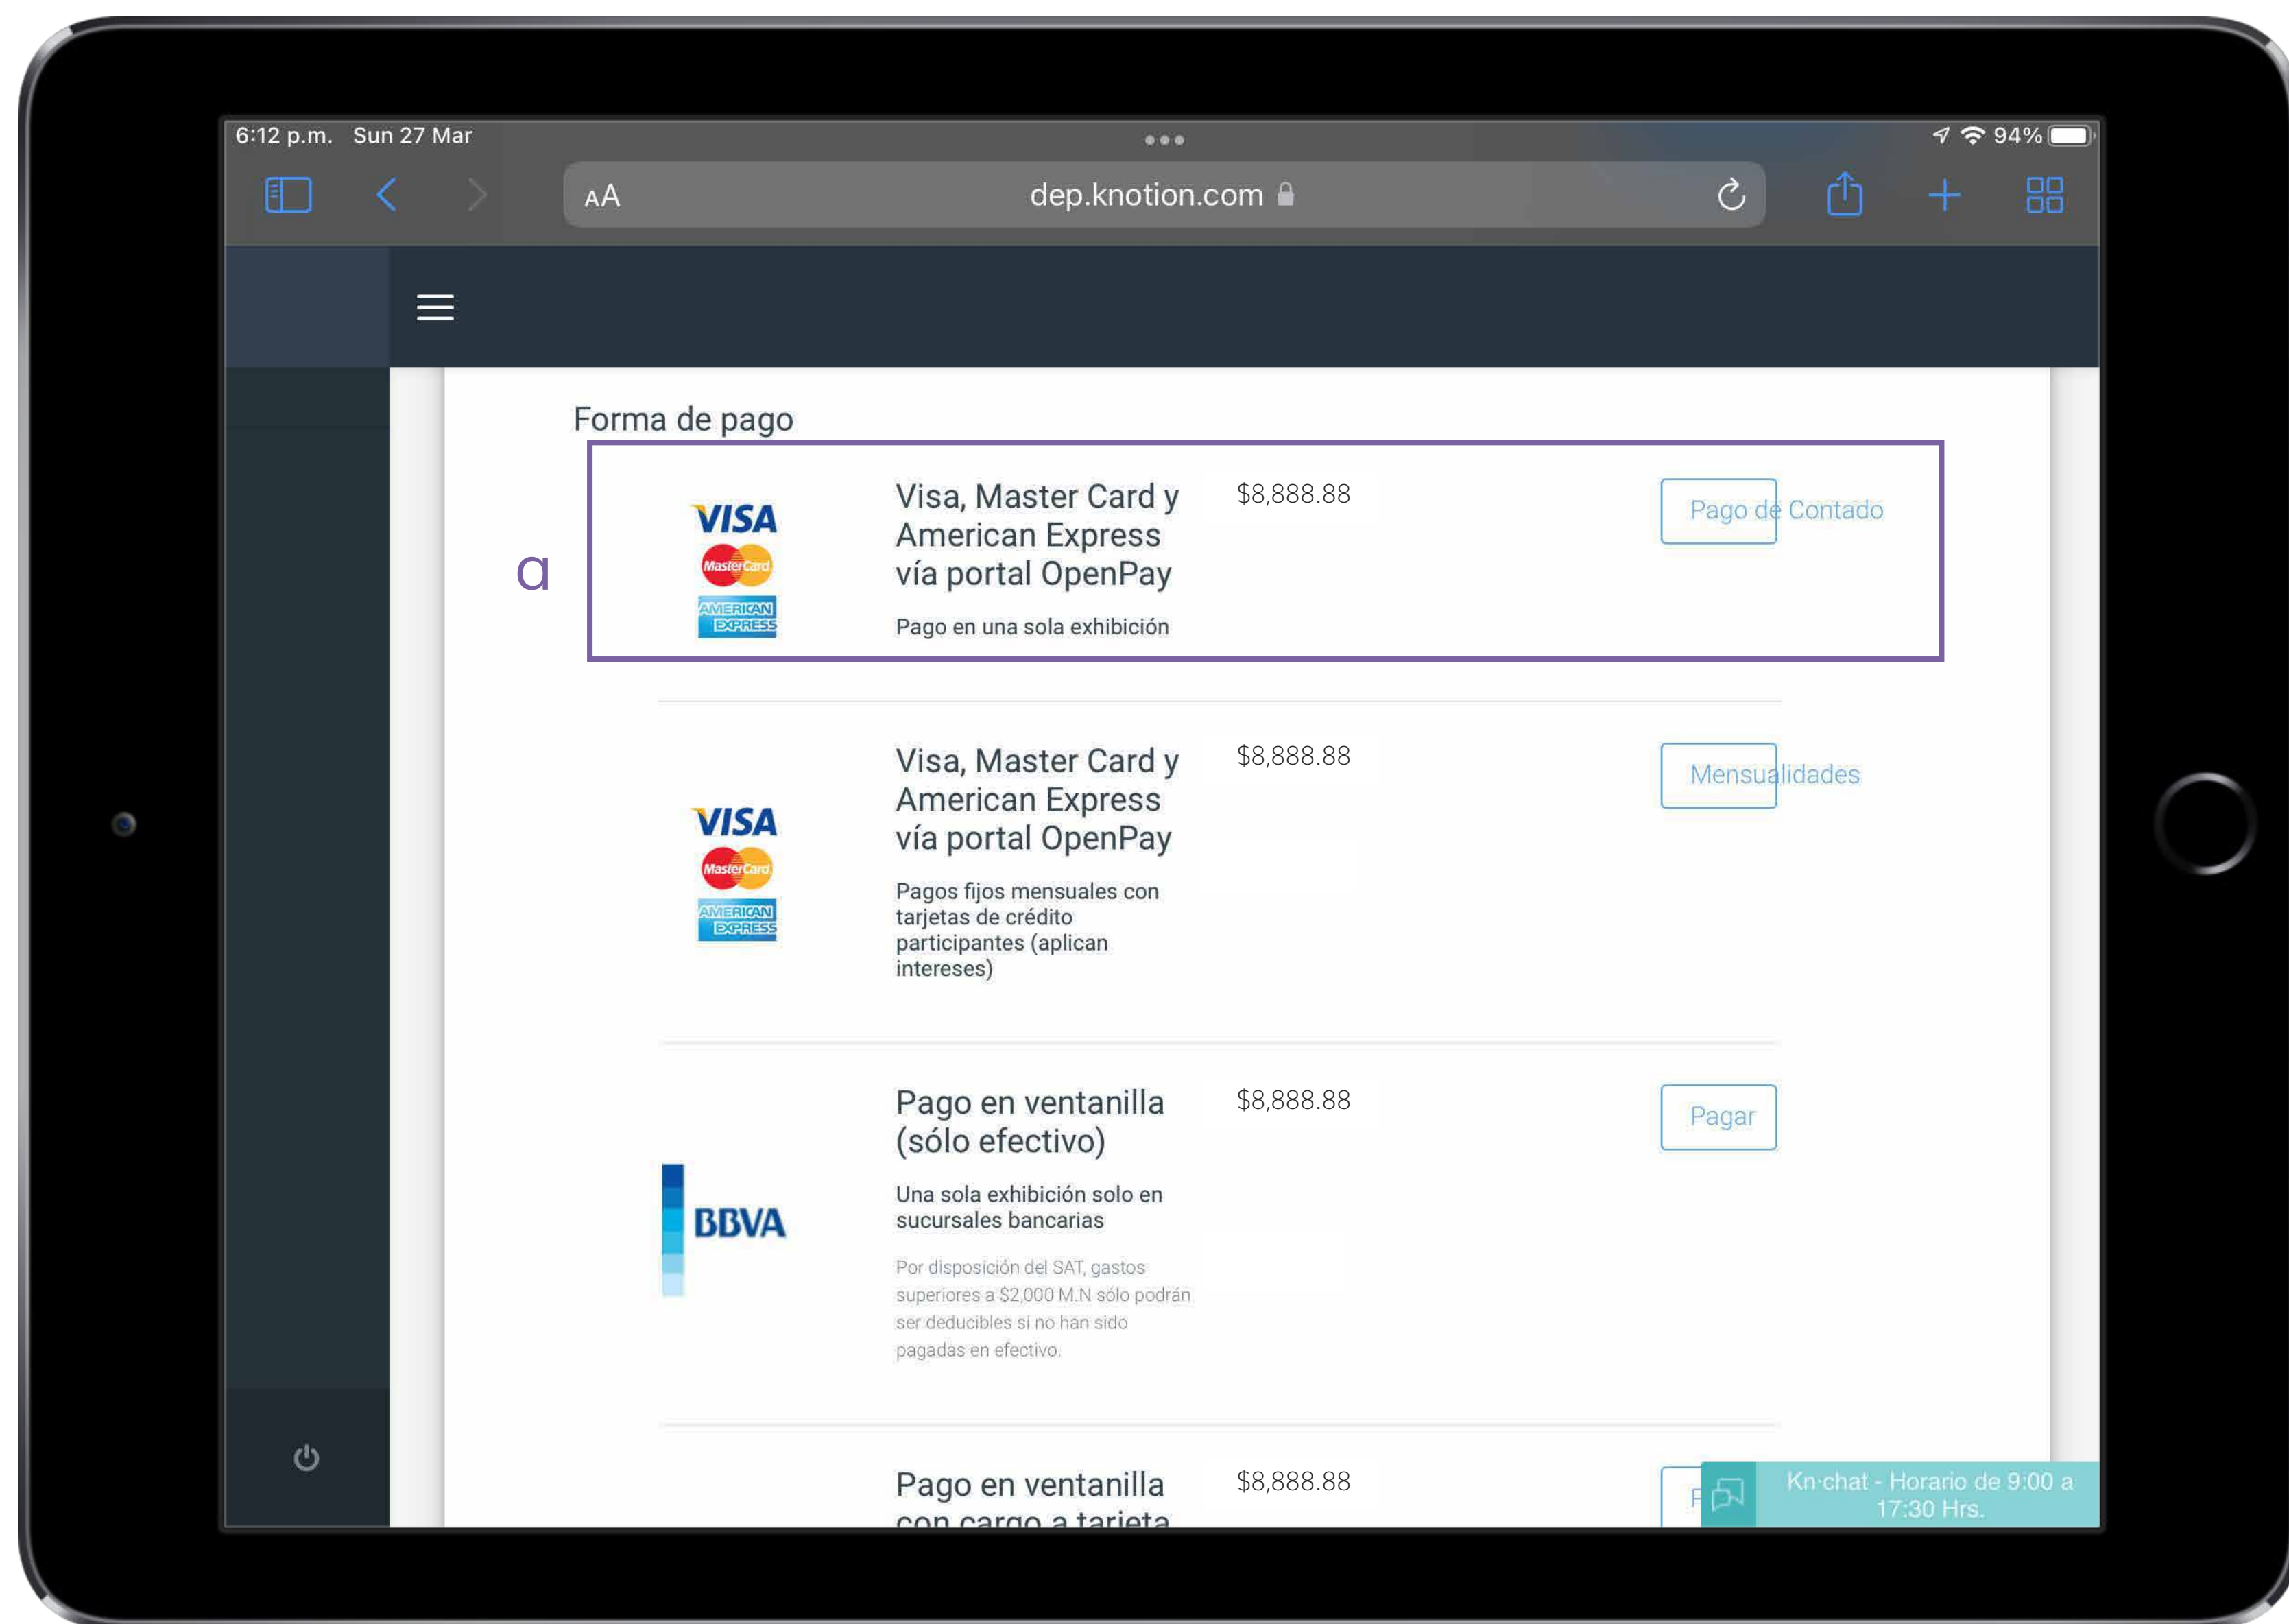 6:12 p.m. Sun 27 Mar
94%
AA
dep.knotion.com
Forma de pago
a
VISA
MasterCard
AMERICAN
EXPRESS
Visa, Master Card y
American Express
vía portal OpenPay
Pago en una sola exhibición
$8,888.88
Pago de Contado
VISA
MasterCard
AMERICAN
EXPRESS
Visa, Master Card y
American Express
vía portal OpenPay
Pagos fijos mensuales con
tarjetas de crédito
participantes (aplican
intereses)
$8,888.88
Mensualidades
BBVA
Pago en ventanilla
(sólo efectivo)
Una sola exhibición solo en
sucursales bancarias
Por disposición del SAT, gastos
superiores a $2,000 M.N sólo podrán
ser deducibles si no han sido
pagadas en efectivo.
$8,888.88
Pagar
Pago en ventanilla
con cargo a tarjeta
$8,888.88
Kn-chat - Horario de 9:00 a
17:30 Hrs.